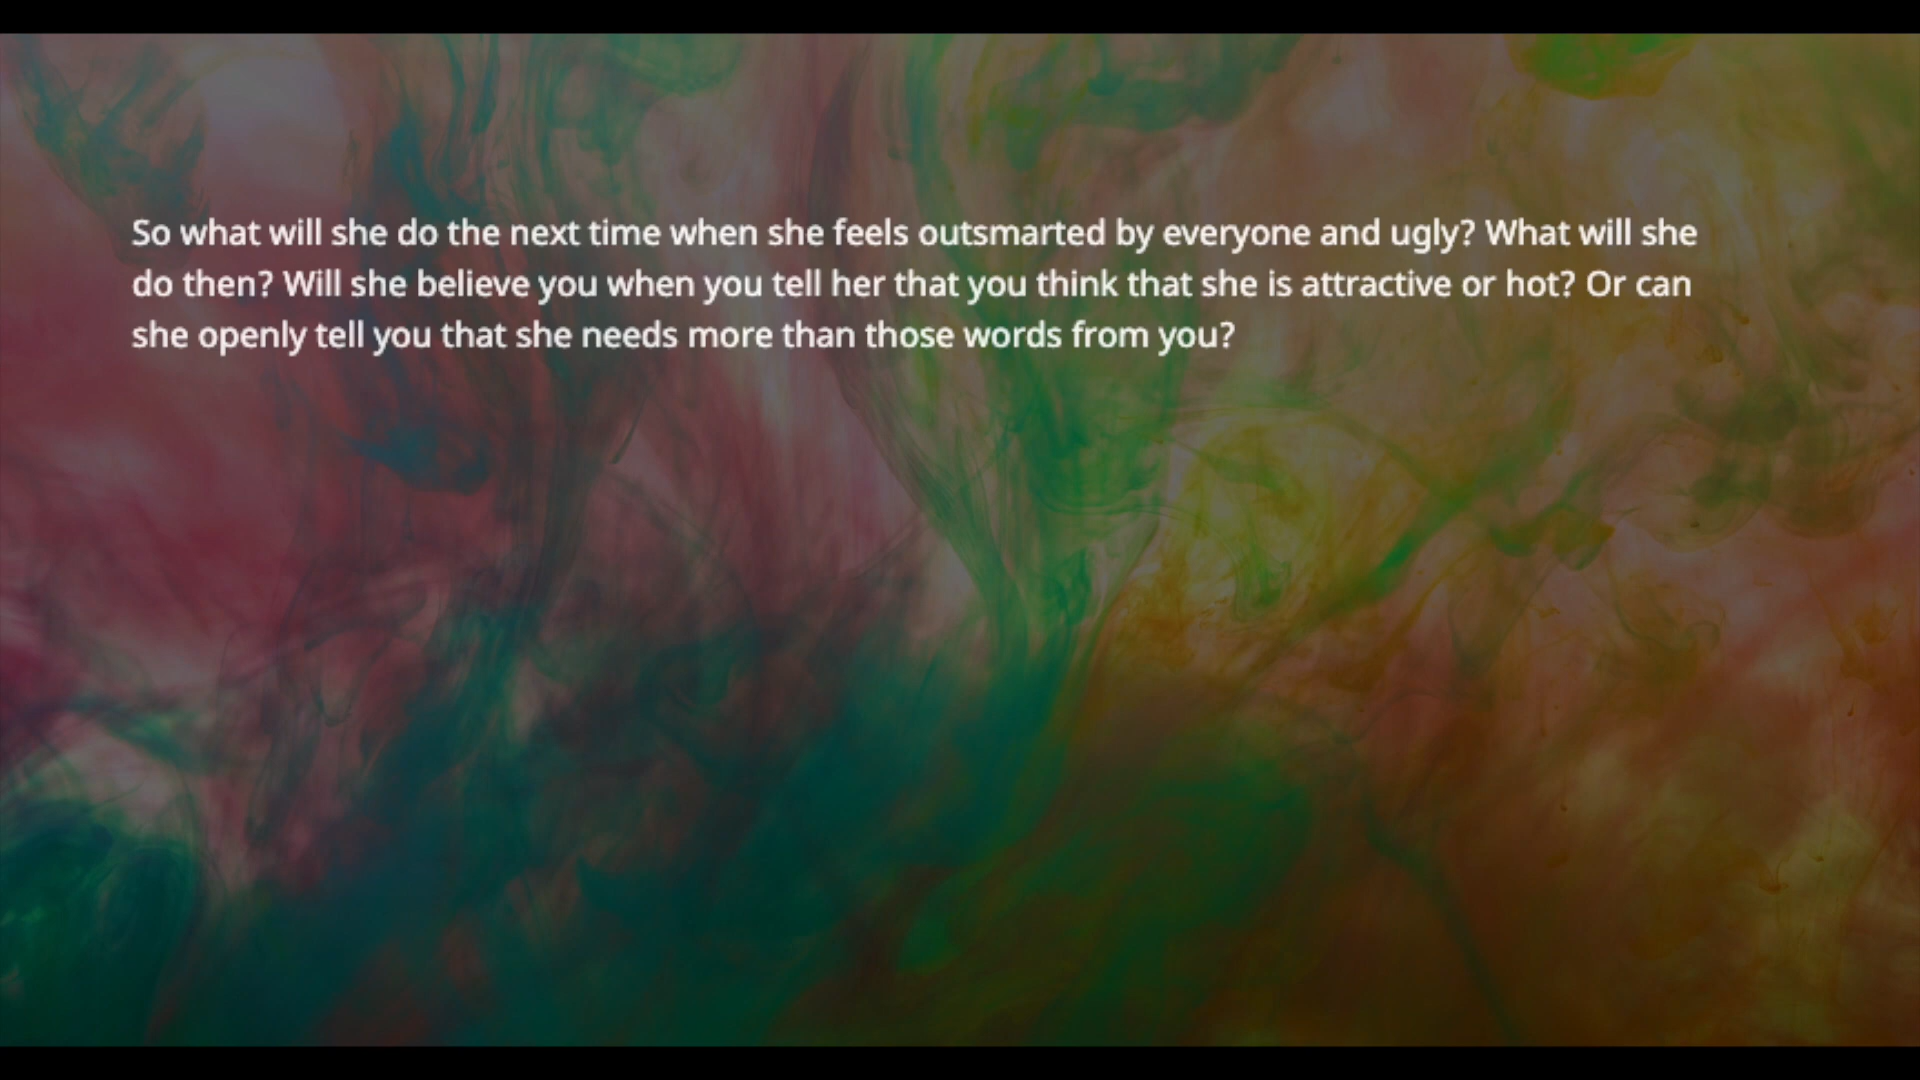 So what will she do the next time when she feels outsmarted by everyone and ugly? What will she
do then? Will she believe you when you tell her that you think that she is attractive or hot? Or can
she openly tell you that she needs more than those words from you?